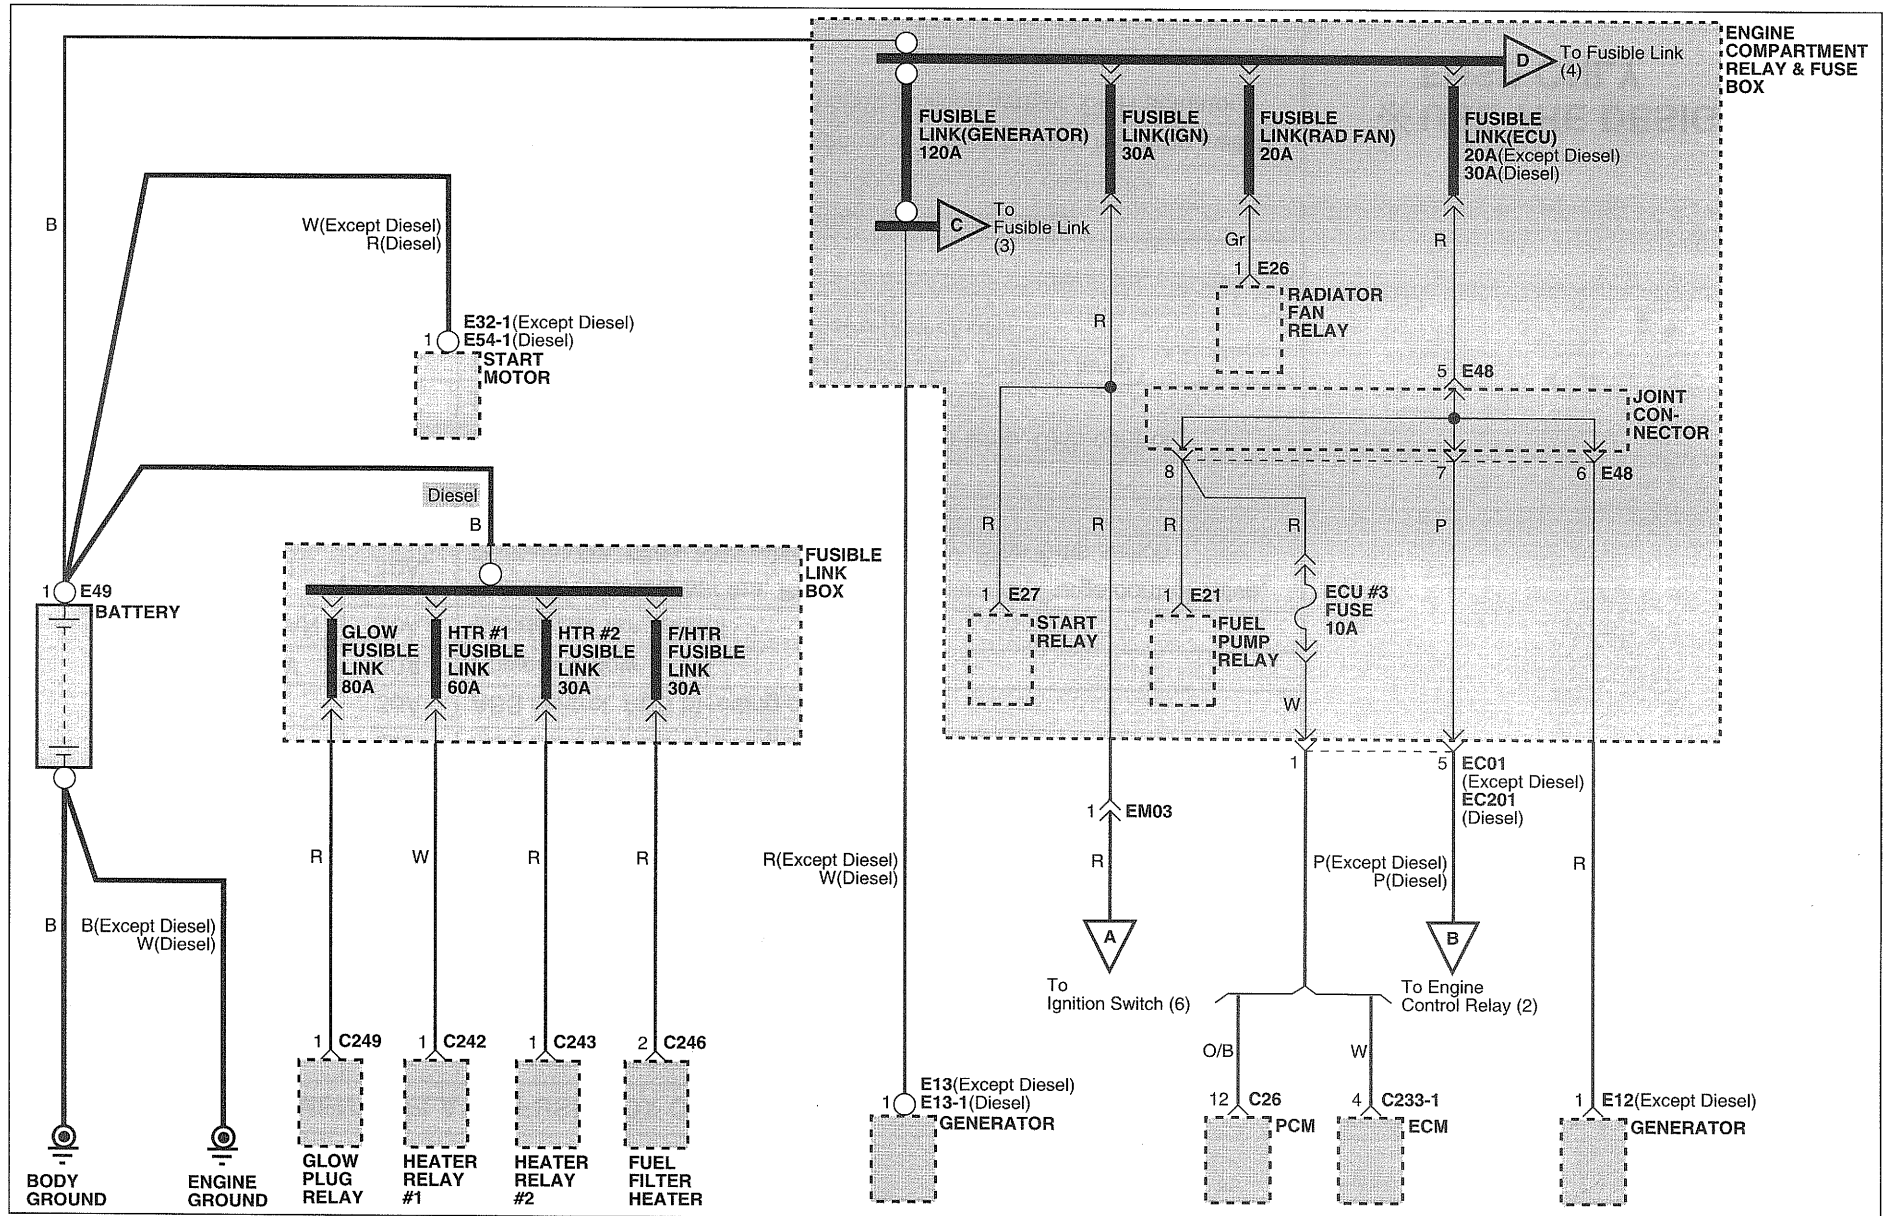 ENGINE
COMPARTMENT
RELAY & FUSE
BOX
D
To Fusible Link
(4)
FUSIBLE
LINK(GENERATOR)
120A
FUSIBLE
LINK(IGN)
30A
FUSIBLE
LINK(RAD FAN)
20A
FUSIBLE
LINK(ECU)
20A(Except Diesel)
30A(Diesel)
B
W(Except Diesel)
R(Diesel)
C
To
Fusible Link
(3)
Gr
R
1 E26
RADIATOR
FAN
RELAY
R
1
E32-1(Except Diesel)
E54-1(Diesel)
START
MOTOR
5 E48
JOINT
CON-
NECTOR
8
7
6 E48
Diesel
B
R
R
R
R
P
FUSIBLE
LINK
BOX
1 E49
BATTERY
GLOW
FUSIBLE
LINK
80A
HTR #1
FUSIBLE
LINK
60A
HTR #2
FUSIBLE
LINK
30A
F/HTR
FUSIBLE
LINK
30A
1 E27
START
RELAY
1 E21
FUEL
PUMP
RELAY
ECU #3
FUSE
10A
W
1
5 EC01
(Except Diesel)
EC201
(Diesel)
1 EM03
R
W
R
R
R(Except Diesel)
W(Diesel)
R
P(Except Diesel)
P(Diesel)
R
B
B(Except Diesel)
W(Diesel)
A
To
Ignition Switch (6)
B
To Engine
Control Relay (2)
O/B
W
1 C249
1 C242
1 C243
2 C246
1
E13(Except Diesel)
E13-1(Diesel)
GENERATOR
12 C26
PCM
4 C233-1
ECM
1 E12(Except Diesel)
GENERATOR
BODY
GROUND
ENGINE
GROUND
GLOW
PLUG
RELAY
HEATER
RELAY
#1
HEATER
RELAY
#2
FUEL
FILTER
HEATER